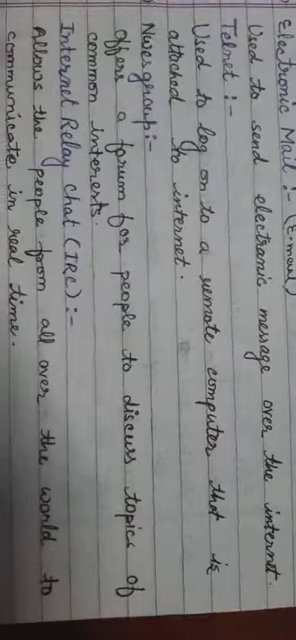 Electronic Mail :- (E-mail)
Used to send electronic message over the internet.
Telnet :-
Used to log on to a remote computer that is
attached to internet.
Niwes group:-
Offers a forum for people to discuss topics of
common interests.
Internet Relay Chat (IRC) :-
Allows the people from all over the world to
communicate in real time.